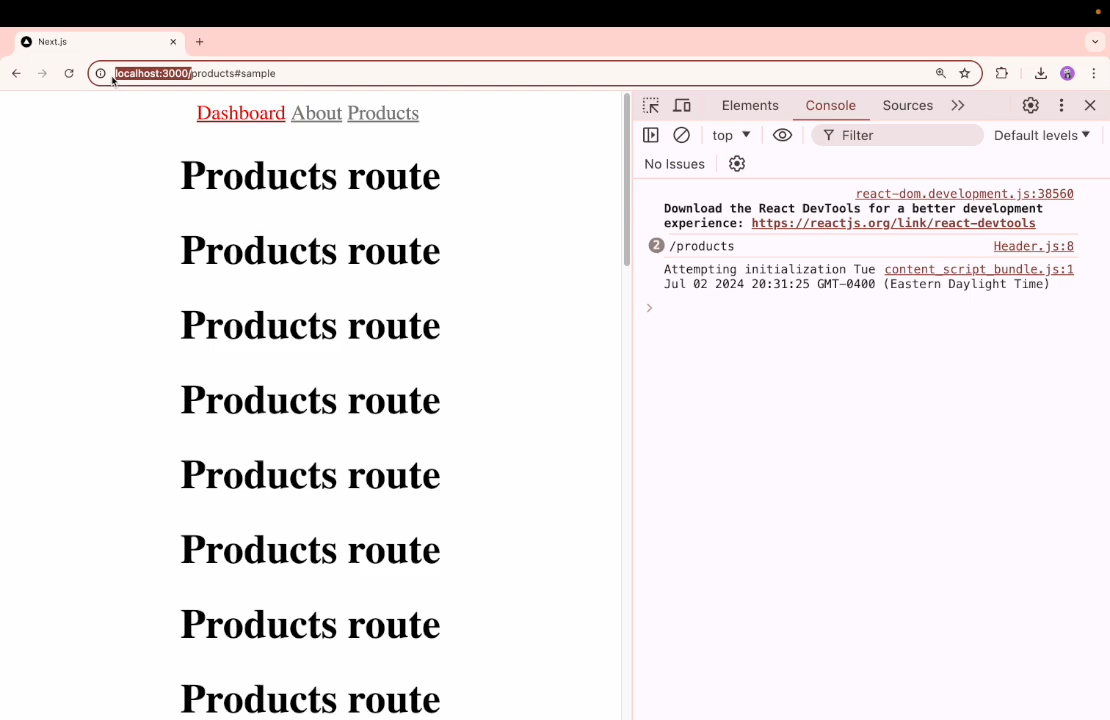 Next.js
localhost:3000/products#sample
Dashboard About Products
Products route
Products route
Products route
Products route
Products route
Products route
Products route
Products route
Elements Console Sources
top Filter Default levels
No Issues
react-dom.development.js:38560
Download the React DevTools for a better development
experience: https://reactjs.org/link/react-devtools
2 /products Header.js:8
Attempting initialization Tue content_script_bundle.js:1
Jul 02 2024 20:31:25 GMT-0400 (Eastern Daylight Time)